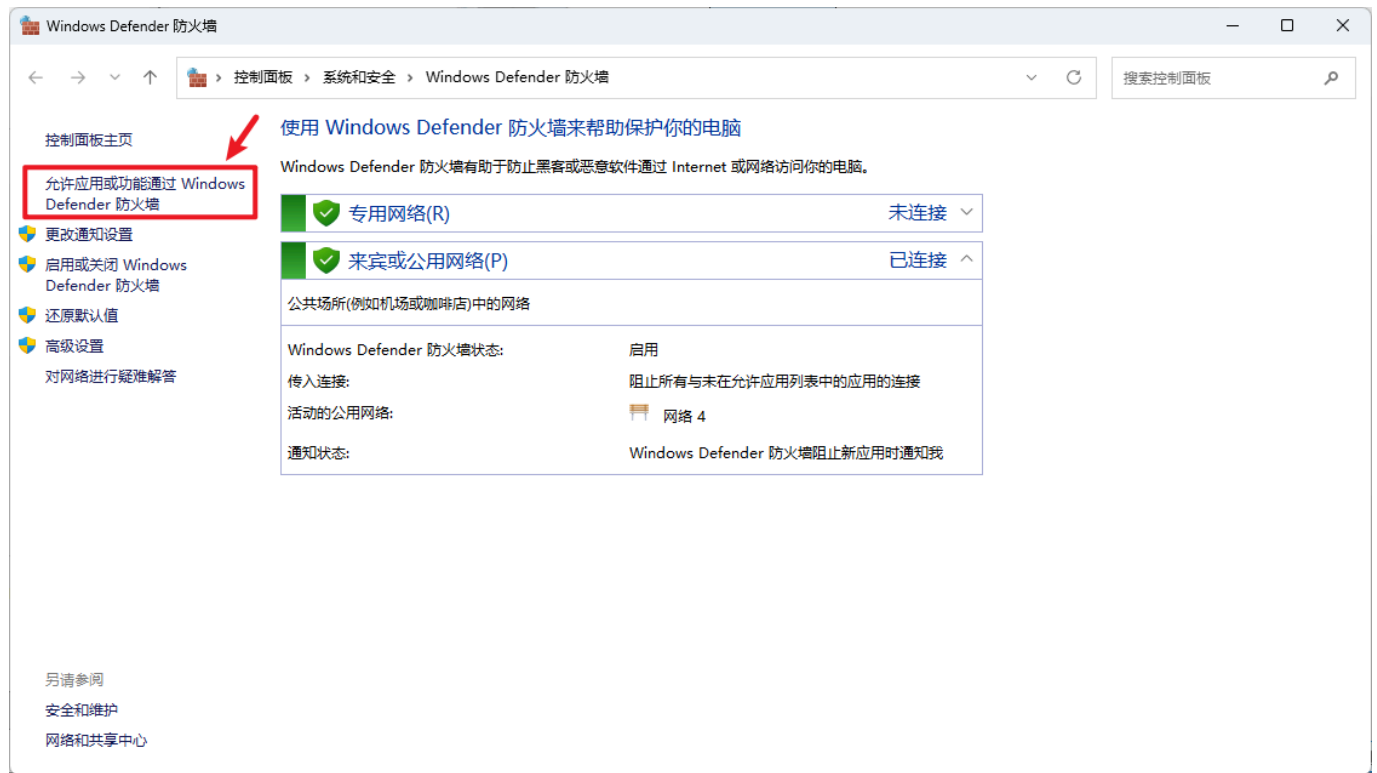 Windows Defender 防火墙
控制面板 › 系统和安全 › Windows Defender 防火墙
搜索控制面板
控制面板主页
允许应用或功能通过 Windows
Defender 防火墙
更改通知设置
启用或关闭 Windows
Defender 防火墙
还原默认值
高级设置
对网络进行疑难解答
使用 Windows Defender 防火墙来帮助保护你的电脑
Windows Defender 防火墙有助于防止黑客或恶意软件通过 Internet 或网络访问你的电脑。
专用网络(R) 未连接
来宾或公用网络(P) 已连接
公共场所(例如机场或咖啡店)中的网络
Windows Defender 防火墙状态: 启用
传入连接: 阻止所有与未在允许应用列表中的应用的连接
活动的公用网络: 网络 4
通知状态: Windows Defender 防火墙阻止新应用时通知我
另请参阅
安全和维护
网络和共享中心